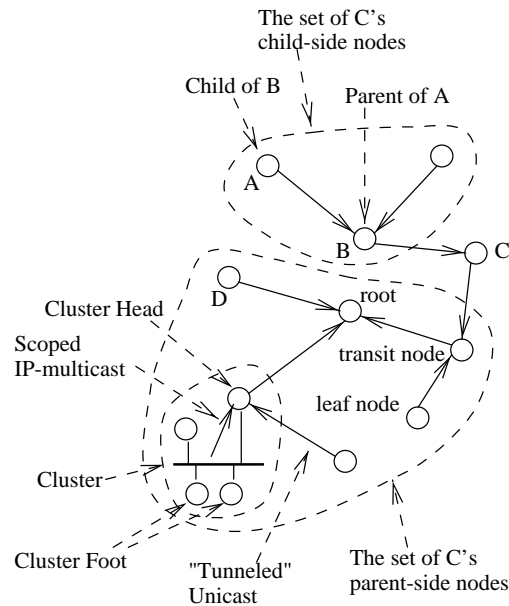 The set of C's
child-side nodes
Child of B
Parent of A
A
B
C
D
root
Cluster Head
Scoped
IP-multicast
transit node
leaf node
Cluster
Cluster Foot
"Tunneled"
Unicast
The set of C's
parent-side nodes